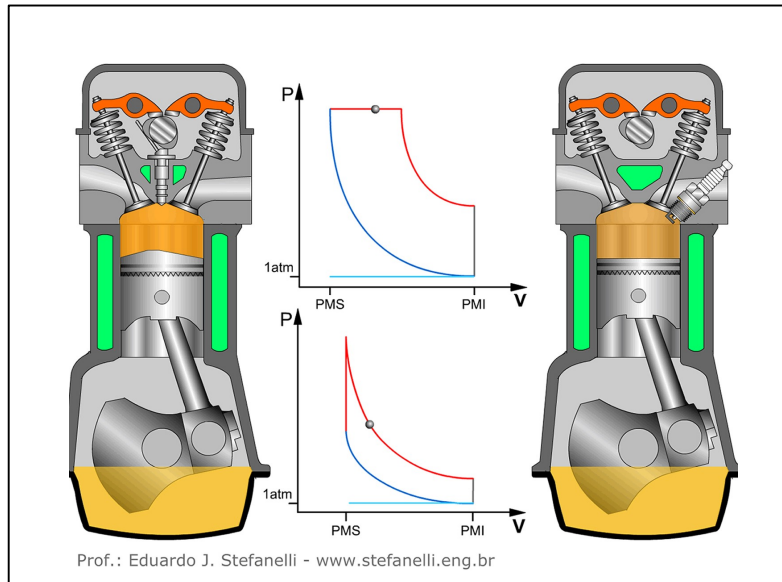 P
1atm
PMS
PMI
V
P
1atm
PMS
PMI
V
Prof.: Eduardo J. Stefanelli - www.stefanelli.eng.br